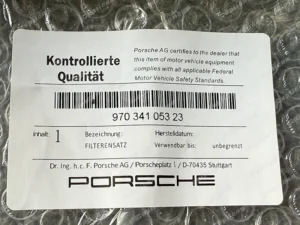 Kontrollierte
Qualität
Porsche AG certifies to the dealer that
this item of motor vehicle equipment
complies with all applicable Federal
Motor Vehicle Safety Standards.
970 341 053 23
Inhalt: 1 Bezeichnung: Herstelldatum:
FILTEREINSATZ Verwendbar bis: unbegrenzt
Dr. Ing. h.c. F. Porsche AG / Porscheplatz 1 / D-70435 Stuttgart
PORSCHE